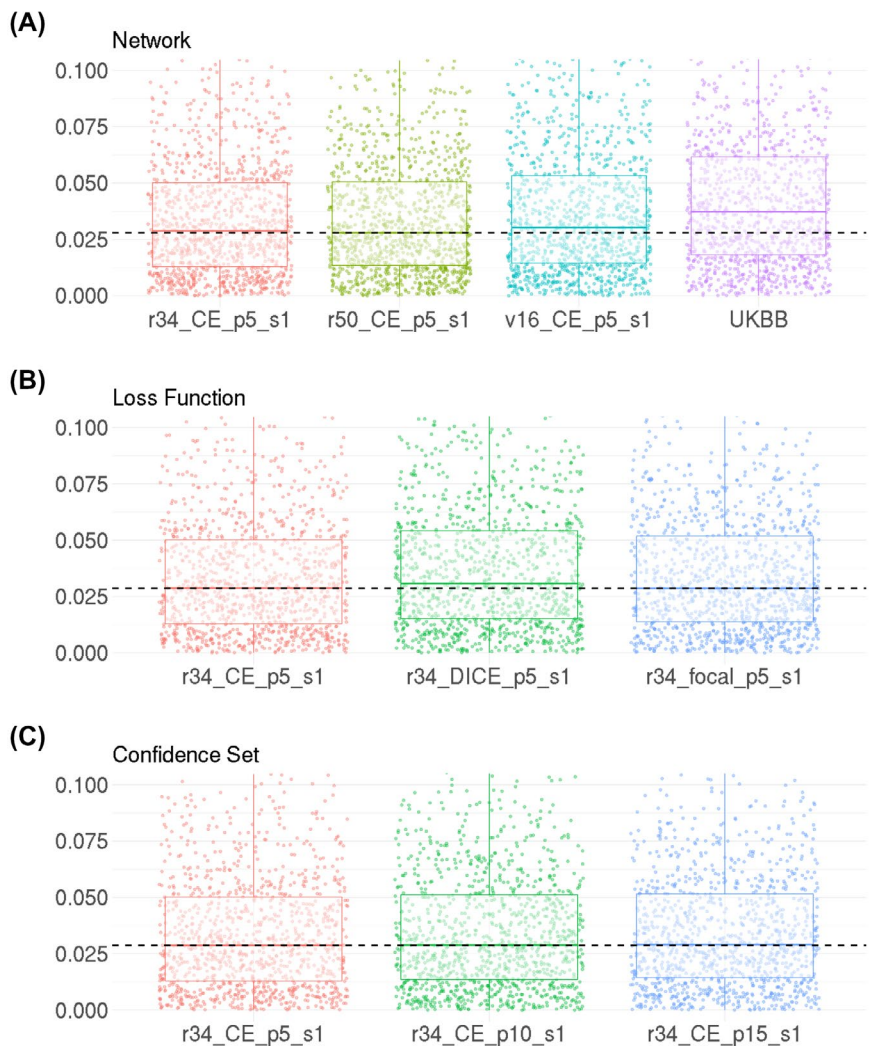 (A)
Network
0.100
0.075
0.050
0.025
0.000
r34_CE_p5_s1 r50_CE_p5_s1 v16_CE_p5_s1 UKBB
(B)
Loss Function
0.100
0.075
0.050
0.025
0.000
r34_CE_p5_s1 r34_DICE_p5_s1 r34_focal_p5_s1
(C)
Confidence Set
0.100
0.075
0.050
0.025
0.000
r34_CE_p5_s1 r34_CE_p10_s1 r34_CE_p15_s1